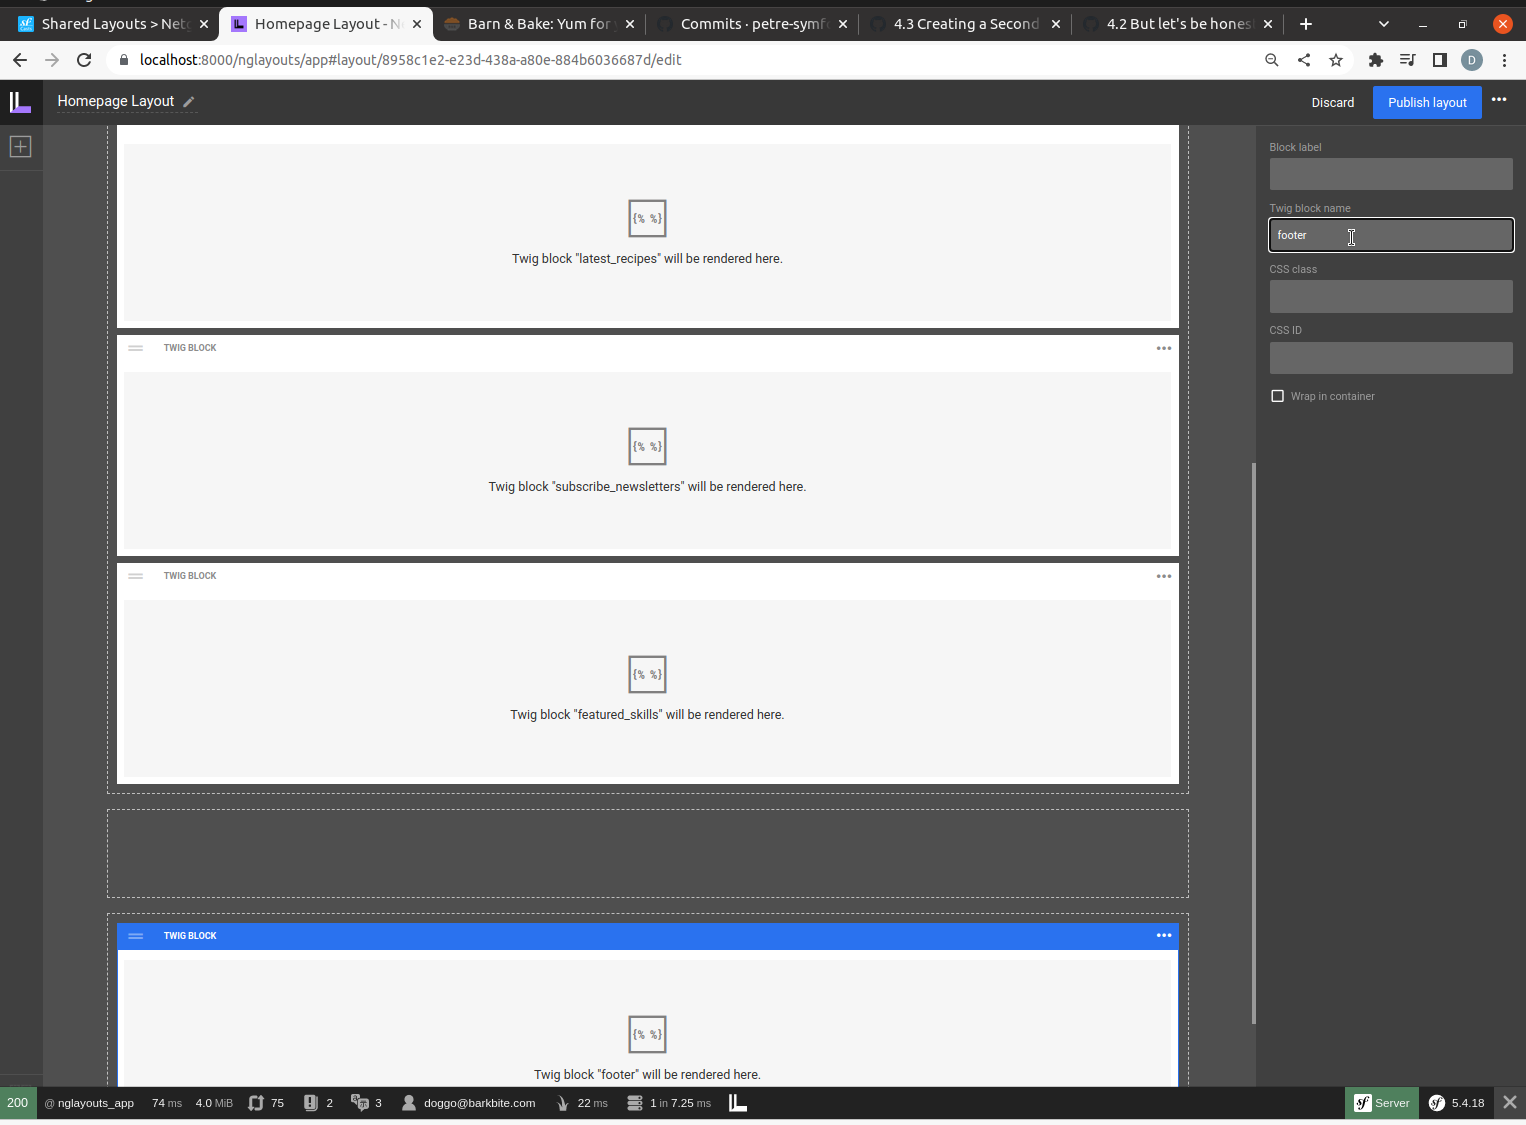 Shared Layouts > Netg
Homepage Layout - N
Barn & Bake: Yum for
Commits · petre-symf
4.3 Creating a Second
4.2 But let's be hones
localhost:8000/nglayouts/app#layout/8958c1e2-e23d-438a-a80e-884b6036687d/edit
D
Homepage Layout
Discard
Publish layout
Block label
Twig block name
footer
CSS class
CSS ID
Wrap in container
{% %}
Twig block "latest_recipes" will be rendered here.
TWIG BLOCK
{% %}
Twig block "subscribe_newsletters" will be rendered here.
TWIG BLOCK
{% %}
Twig block "featured_skills" will be rendered here.
TWIG BLOCK
{% %}
Twig block "footer" will be rendered here.
200 @ nglayouts_app 74 ms 4.0 MiB 75 2 3 doggo@barkbite.com 22 ms 1 in 7.25 ms sf Server sf 5.4.18